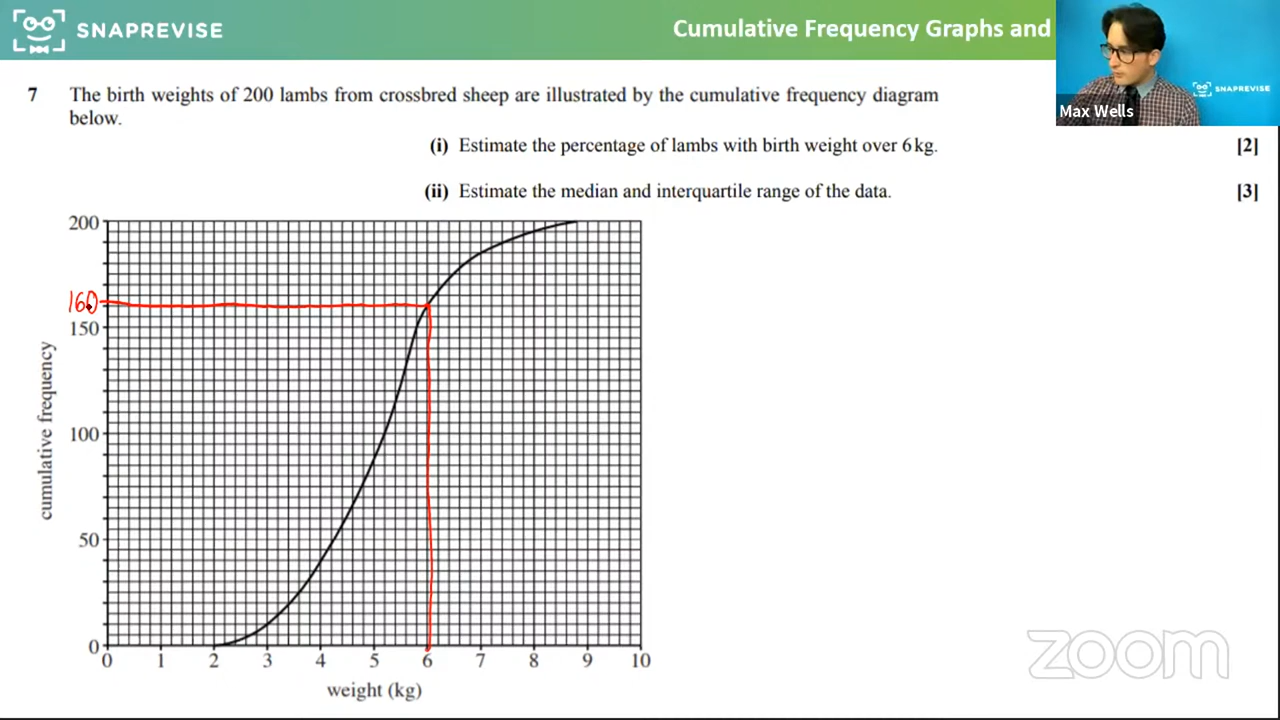 SNAPREVISE
Cumulative Frequency Graphs and
SNAPREVISE
Max Wells
7 The birth weights of 200 lambs from crossbred sheep are illustrated by the cumulative frequency diagram
below.
(i) Estimate the percentage of lambs with birth weight over 6 kg. [2]
(ii) Estimate the median and interquartile range of the data. [3]
200
160
150
100
50
0
cumulative frequency
0 1 2 3 4 5 6 7 8 9 10
weight (kg)
zoom